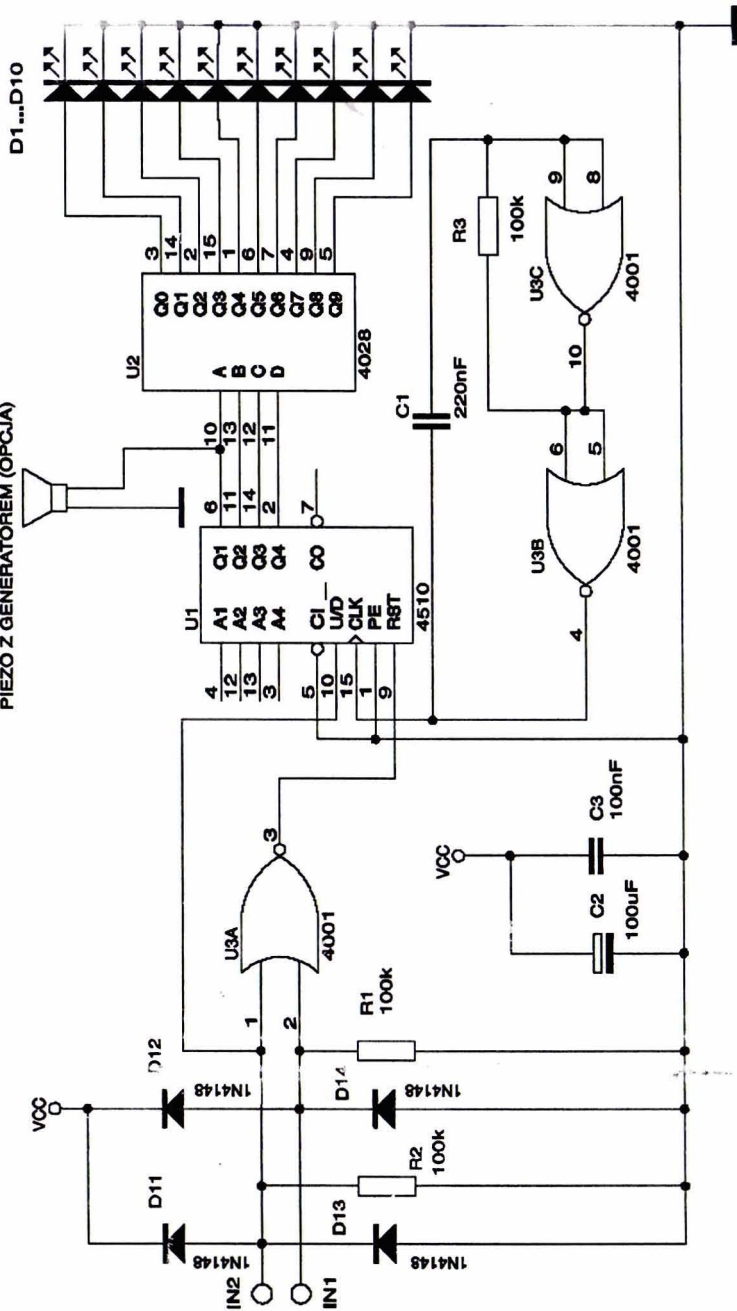 PIEZO Z GENERATOREM (OPCJA)
D1...D10
VCC
D11
1N4148
D12
1N4148
IN2
IN1
D13
1N4148
R2
100k
D14
1N4148
R1
100k
1
2
U3A
3
4001
VCC
C2
100uF
C3
100nF
U1
4
12
13
3
5
10
15
1
9
A1
A2
A3
A4
CI
U/D
CLK
PE
RST
Q1
Q2
Q3
Q4
CO
4510
6
11
14
2
7
10
13
12
11
U2
A
B
C
D
Q0
Q1
Q2
Q3
Q4
Q5
Q6
Q7
Q8
Q9
4028
3
14
2
15
1
6
7
4
9
5
C1
220nF
4
U3B
4001
6
5
10
R3
100k
U3C
4001
9
8